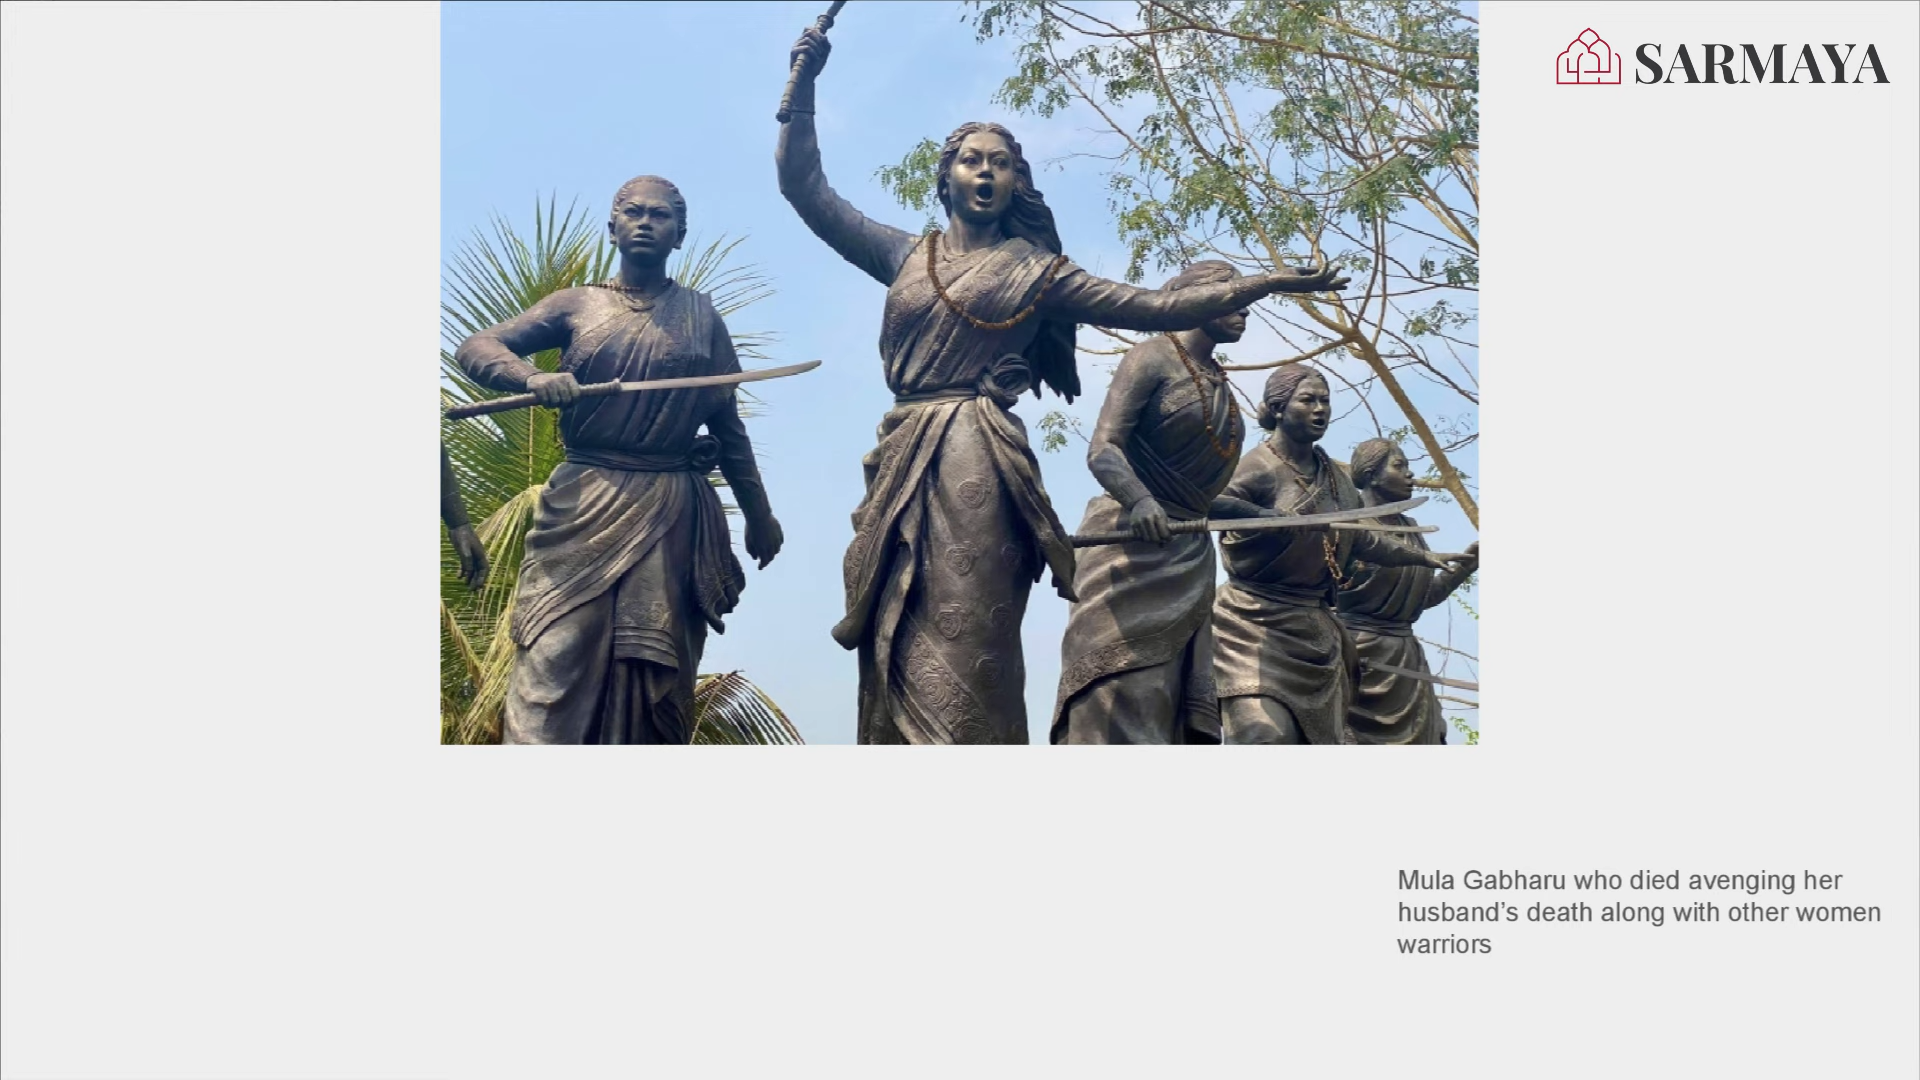 SARMAYA
Mula Gabharu who died avenging her
husband’s death along with other women
warriors